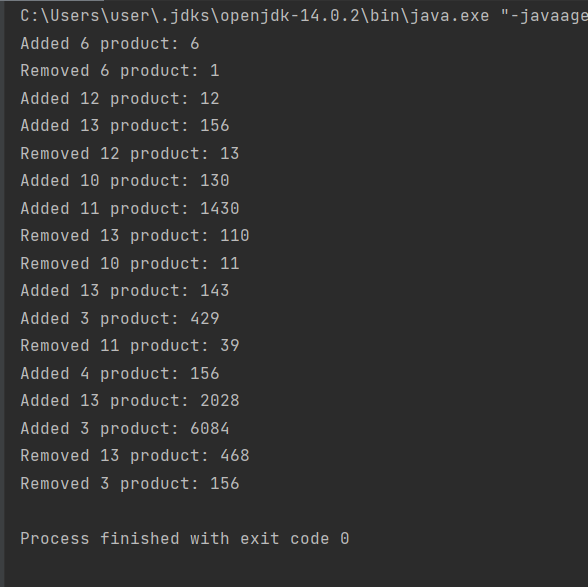 C:\Users\user\.jdks\openjdk-14.0.2\bin\java.exe "-javaage
Added 6 product: 6
Removed 6 product: 1
Added 12 product: 12
Added 13 product: 156
Removed 12 product: 13
Added 10 product: 130
Added 11 product: 1430
Removed 13 product: 110
Removed 10 product: 11
Added 13 product: 143
Added 3 product: 429
Removed 11 product: 39
Added 4 product: 156
Added 13 product: 2028
Added 3 product: 6084
Removed 13 product: 468
Removed 3 product: 156
Process finished with exit code 0